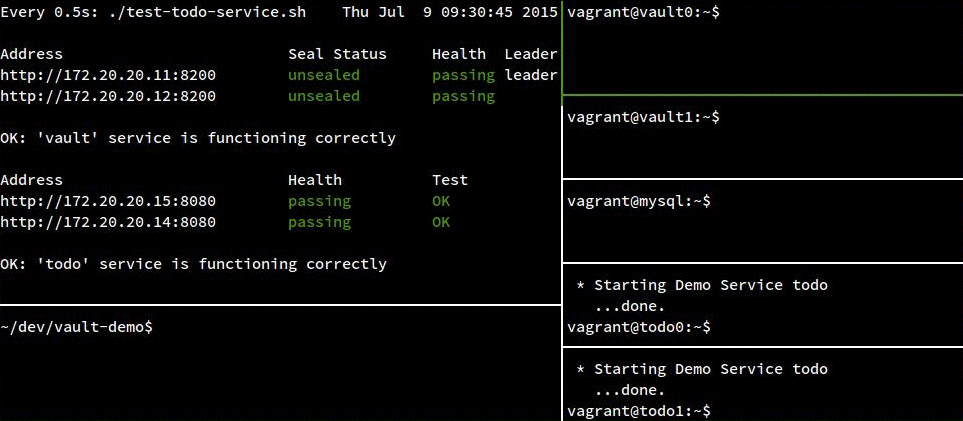 Every 0.5s: ./test-todo-service.sh    Thu Jul  9 09:30:45 2015
Address                         Seal Status     Health  Leader
http://172.20.20.11:8200        unsealed        passing leader
http://172.20.20.12:8200        unsealed        passing
OK: 'vault' service is functioning correctly
Address                         Health          Test
http://172.20.20.15:8080        passing         OK
http://172.20.20.14:8080        passing         OK
OK: 'todo' service is functioning correctly
~/dev/vault-demo$
vagrant@vault0:~$
vagrant@vault1:~$
vagrant@mysql:~$
 * Starting Demo Service todo
   ...done.
vagrant@todo0:~$
 * Starting Demo Service todo
   ...done.
vagrant@todo1:~$